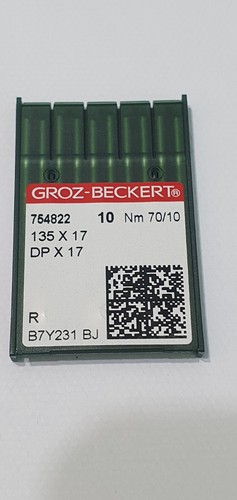 GROZ-BECKERT®
754822 10 Nm 70/10
135 X 17
DP X 17
R
B7Y231 BJ